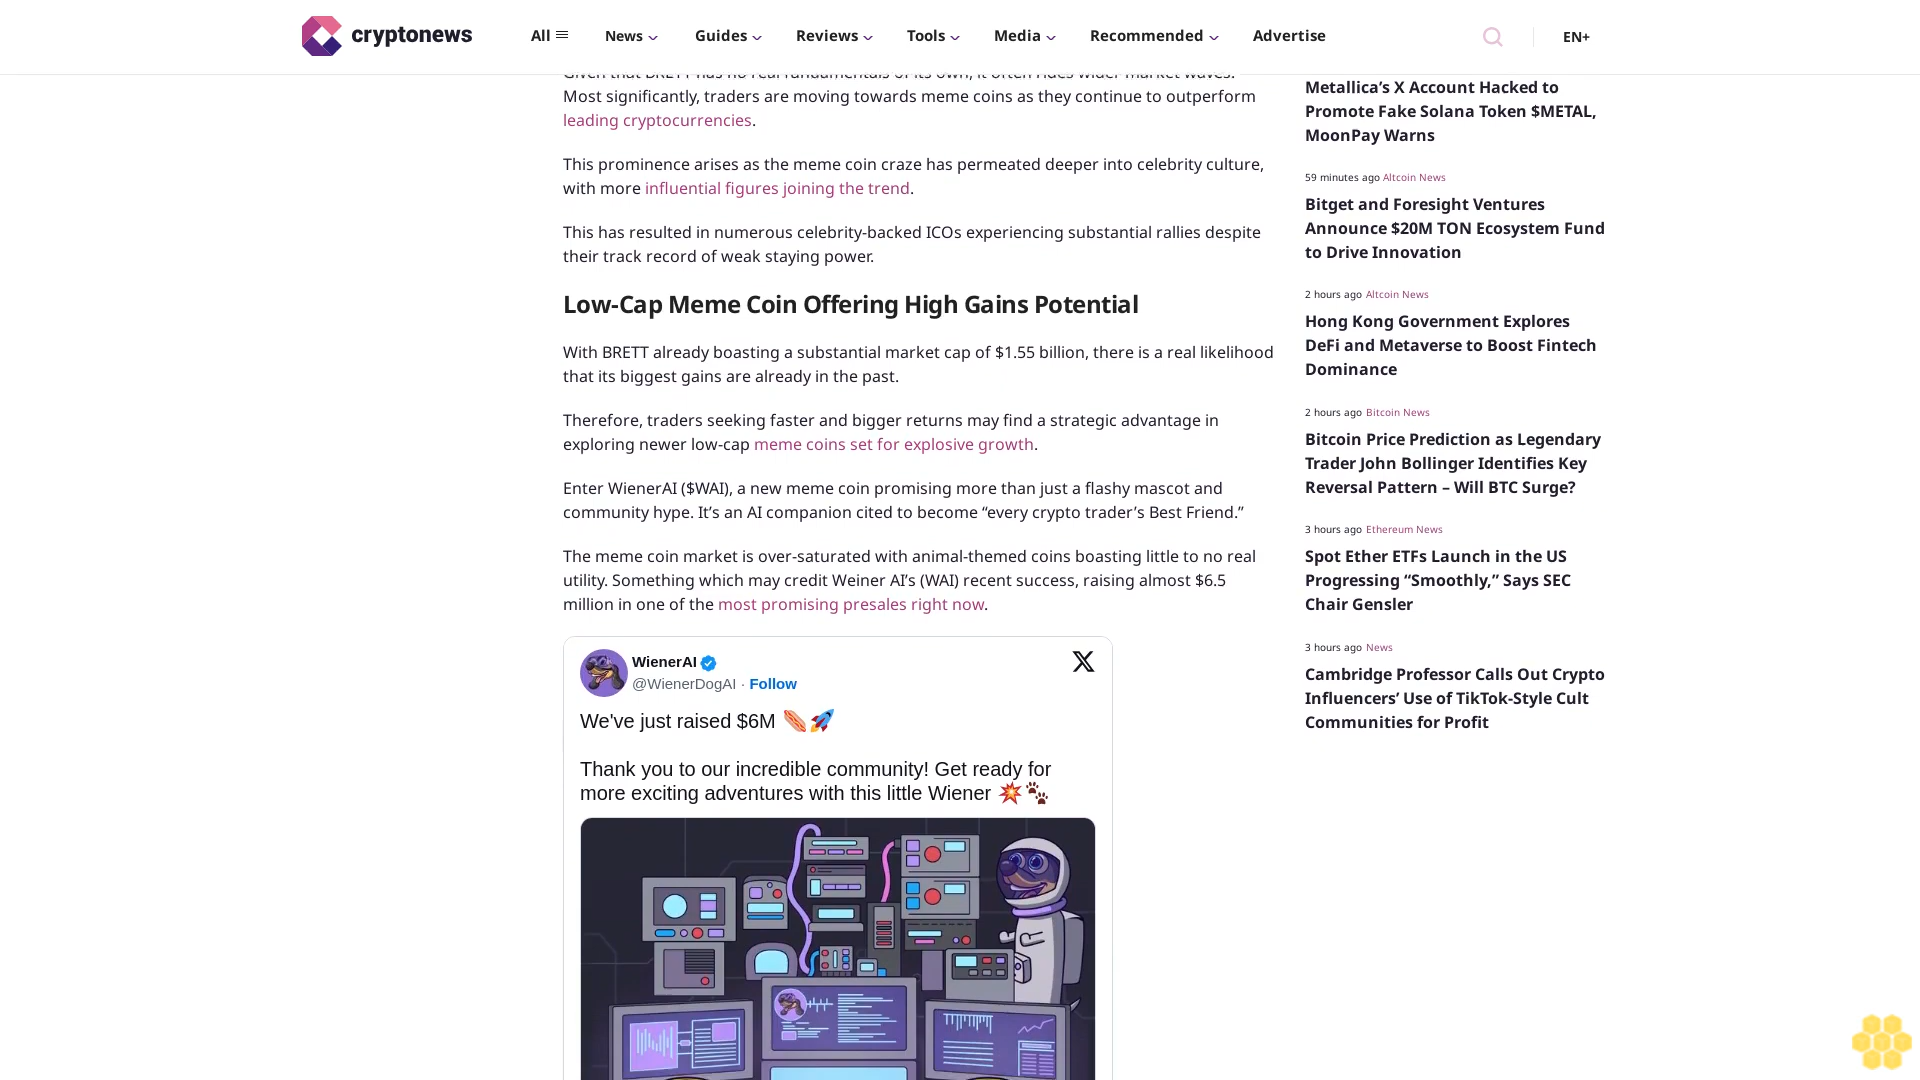 cryptonews
All
News
Guides
Reviews
Tools
Media
Recommended
Advertise
EN+
Given that BRETT has no real fundamentals of its own, it often rides wider market waves.
Most significantly, traders are moving towards meme coins as they continue to outperform
leading cryptocurrencies.
This prominence arises as the meme coin craze has permeated deeper into celebrity culture,
with more influential figures joining the trend.
This has resulted in numerous celebrity-backed ICOs experiencing substantial rallies despite
their track record of weak staying power.
Low-Cap Meme Coin Offering High Gains Potential
With BRETT already boasting a substantial market cap of $1.55 billion, there is a real likelihood
that its biggest gains are already in the past.
Therefore, traders seeking faster and bigger returns may find a strategic advantage in
exploring newer low-cap meme coins set for explosive growth.
Enter WienerAI ($WAI), a new meme coin promising more than just a flashy mascot and
community hype. It’s an AI companion cited to become “every crypto trader’s Best Friend.”
The meme coin market is over-saturated with animal-themed coins boasting little to no real
utility. Something which may credit Weiner AI’s (WAI) recent success, raising almost $6.5
million in one of the most promising presales right now.
WienerAI
@WienerDogAI · Follow
We've just raised $6M 🌭🚀
Thank you to our incredible community! Get ready for
more exciting adventures with this little Wiener 💥🐾
Metallica’s X Account Hacked to
Promote Fake Solana Token $METAL,
MoonPay Warns
59 minutes ago Altcoin News
Bitget and Foresight Ventures
Announce $20M TON Ecosystem Fund
to Drive Innovation
2 hours ago Altcoin News
Hong Kong Government Explores
DeFi and Metaverse to Boost Fintech
Dominance
2 hours ago Bitcoin News
Bitcoin Price Prediction as Legendary
Trader John Bollinger Identifies Key
Reversal Pattern – Will BTC Surge?
3 hours ago Ethereum News
Spot Ether ETFs Launch in the US
Progressing “Smoothly,” Says SEC
Chair Gensler
3 hours ago News
Cambridge Professor Calls Out Crypto
Influencers’ Use of TikTok-Style Cult
Communities for Profit